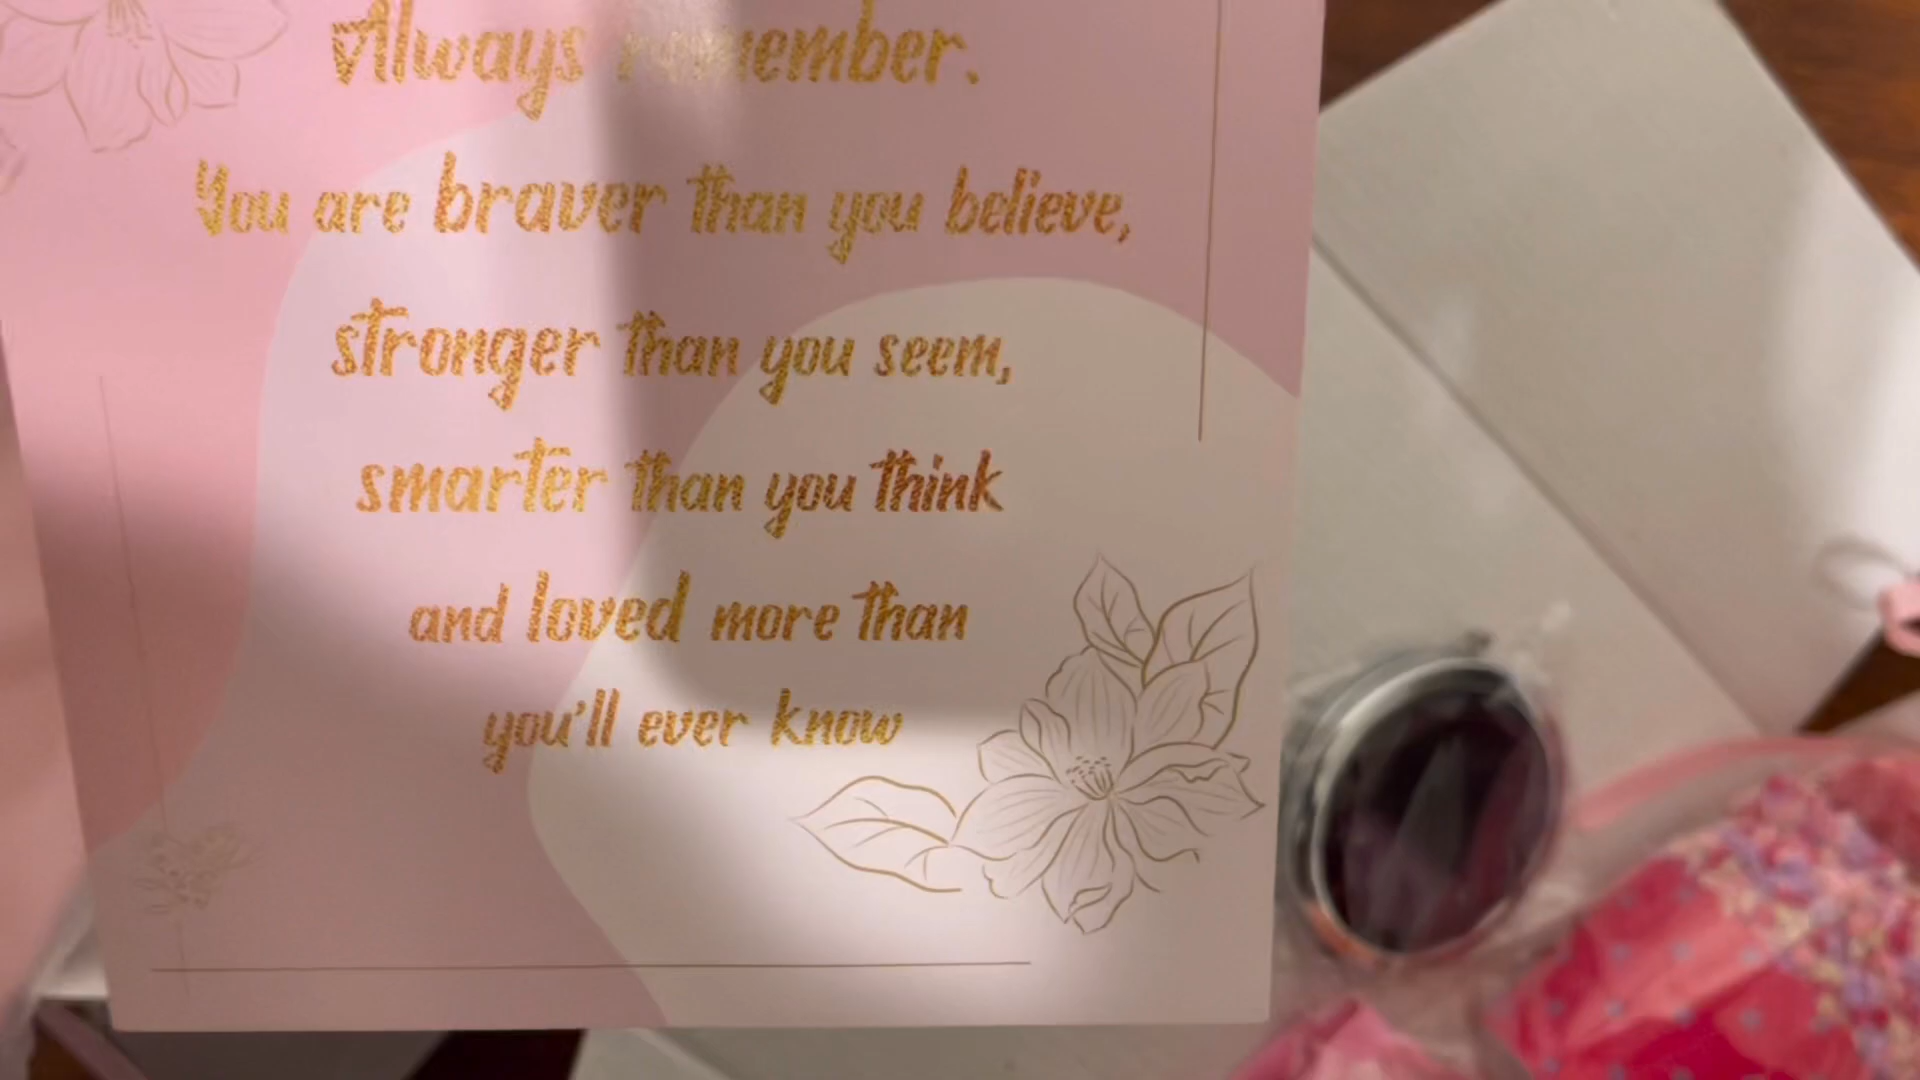 Always remember.
You are braver than you believe,
stronger than you seem,
smarter than you think
and loved more than
you'll ever know